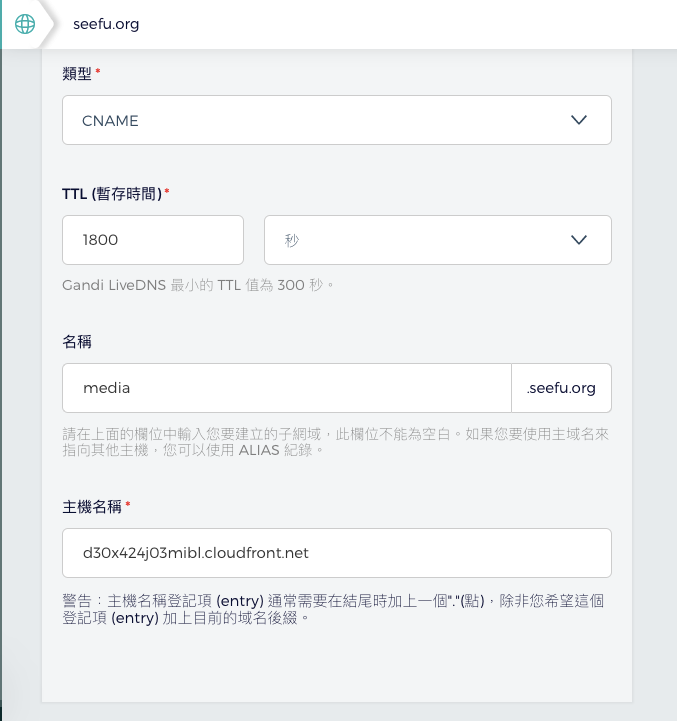 seefu.org
類型*
CNAME
TTL (暫存時間)*
1800
秒
Gandi LiveDNS 最小的 TTL 值為 300 秒。
名稱
media
.seefu.org
請在上面的欄位中輸入您要建立的子網域，此欄位不能為空白。如果您要使用主域名來
指向其他主機，您可以使用 ALIAS 紀錄。
主機名稱*
d30x424j03mibl.cloudfront.net
警告：主機名稱登記項 (entry) 通常需要在結尾時加上一個"."(點)，除非您希望這個
登記項 (entry) 加上目前的域名後綴。